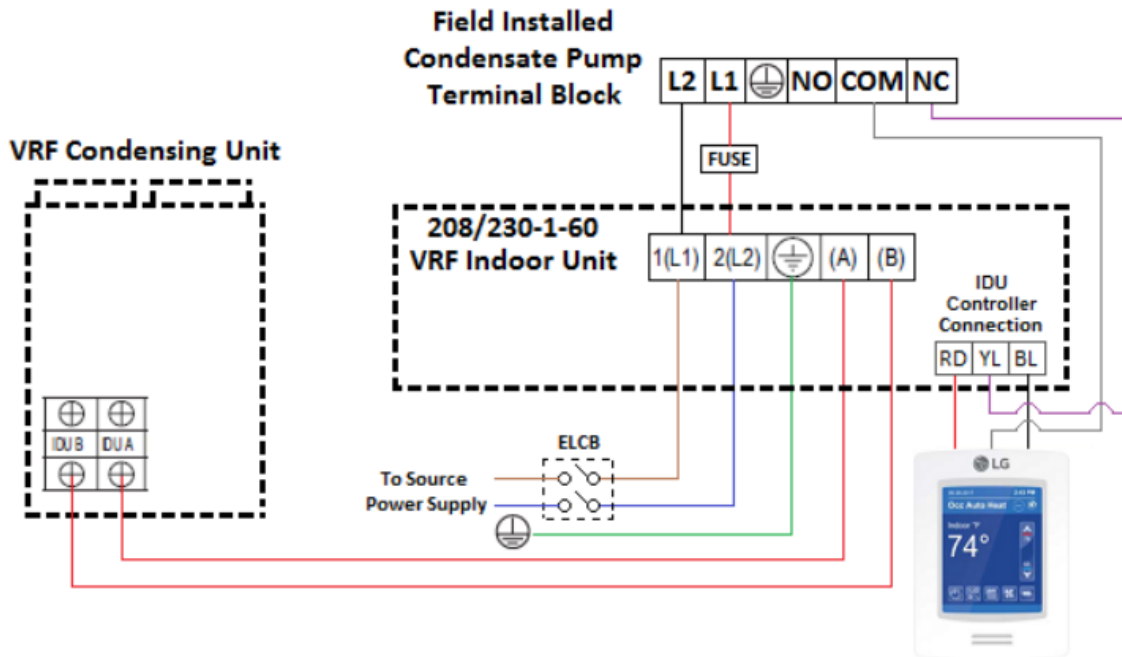 Field Installed
Condensate Pump
Terminal Block
L2 L1 NO COM NC
VRF Condensing Unit
FUSE
208/230-1-60
VRF Indoor Unit
1(L1) 2(L2) (A) (B)
IDU
Controller
Connection
RD YL BL
IDU B IDU A
ELCB
To Source
Power Supply
LG
Occ Auto Heat
Indoor °F
74°